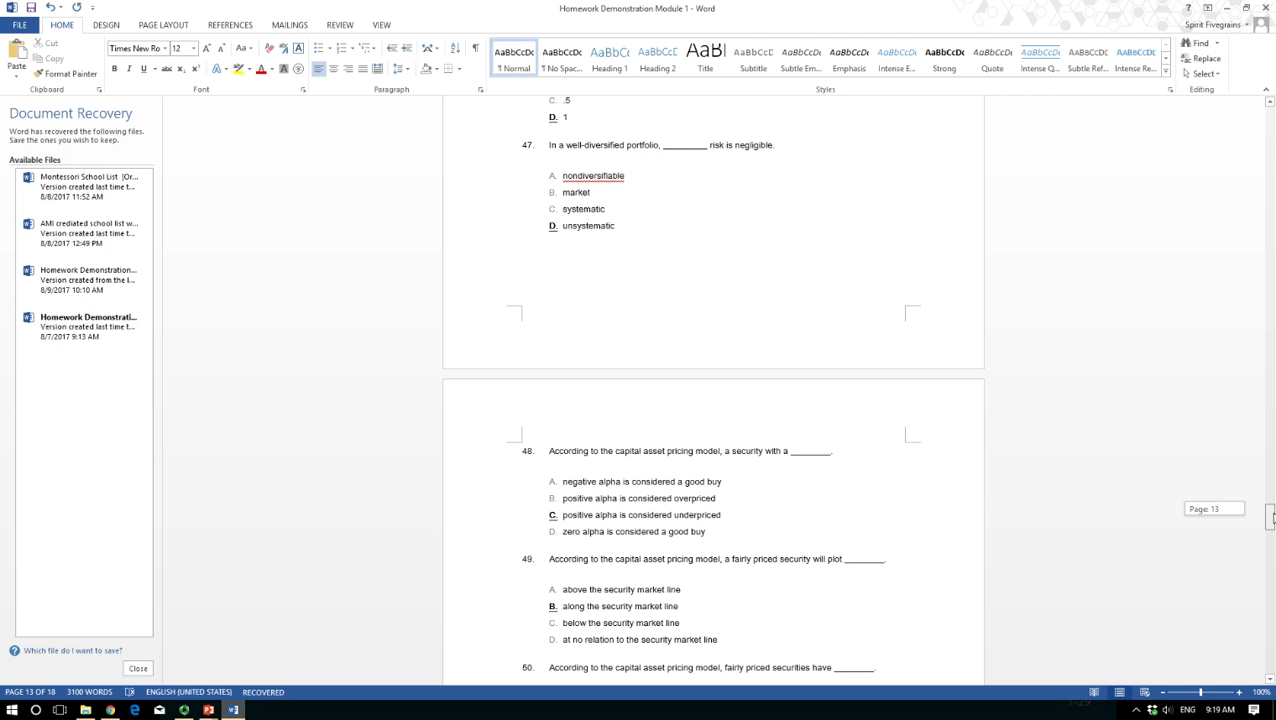 Homework Demonstration Module 1 - Word
FILE HOME DESIGN PAGE LAYOUT REFERENCES MAILINGS REVIEW VIEW Spirit Fivegrains
Paste
Cut
Copy
Format Painter
Times New Ro 12
AaBbCcDc AaBbCcDc AaBbCc AaBbCcC AaBl AaBbCcC AaBbCcDc AaBbCcDc AaBbCcDc AaBbCcDc AaBbCcDc AaBbCcDc AaBbCcDc AaBbCcDc
¶ Normal ¶ No Spac... Heading 1 Heading 2 Title Subtitle Subtle Em... Emphasis Intense E... Strong Quote Intense Q... Subtle Ref... Intense Re...
Find
Replace
Select
Clipboard Font Paragraph Styles Editing
Document Recovery
Word has recovered the following files.
Save the ones you wish to keep.
Available Files
Montessori School List [Or...
Version created last time t...
8/8/2017 11:52 AM
AMI crediated school list w...
Version created last time t...
8/8/2017 12:49 PM
Homework Demonstration...
Version created from the l...
8/9/2017 10:10 AM
Homework Demonstrati...
Version created last time t...
8/7/2017 9:13 AM
Which file do I want to save?
Close
C. .5
D. 1
47. In a well-diversified portfolio, _________ risk is negligible.
A. nondiversifiable
B. market
C. systematic
D. unsystematic
48. According to the capital asset pricing model, a security with a ________.
A. negative alpha is considered a good buy
B. positive alpha is considered overpriced
C. positive alpha is considered underpriced
D. zero alpha is considered a good buy
49. According to the capital asset pricing model, a fairly priced security will plot ________.
A. above the security market line
B. along the security market line
C. below the security market line
D. at no relation to the security market line
50. According to the capital asset pricing model, fairly priced securities have ________.
Page: 13
PAGE 13 OF 18 3100 WORDS ENGLISH (UNITED STATES) RECOVERED 100%
7-29
ENG 9:19 AM